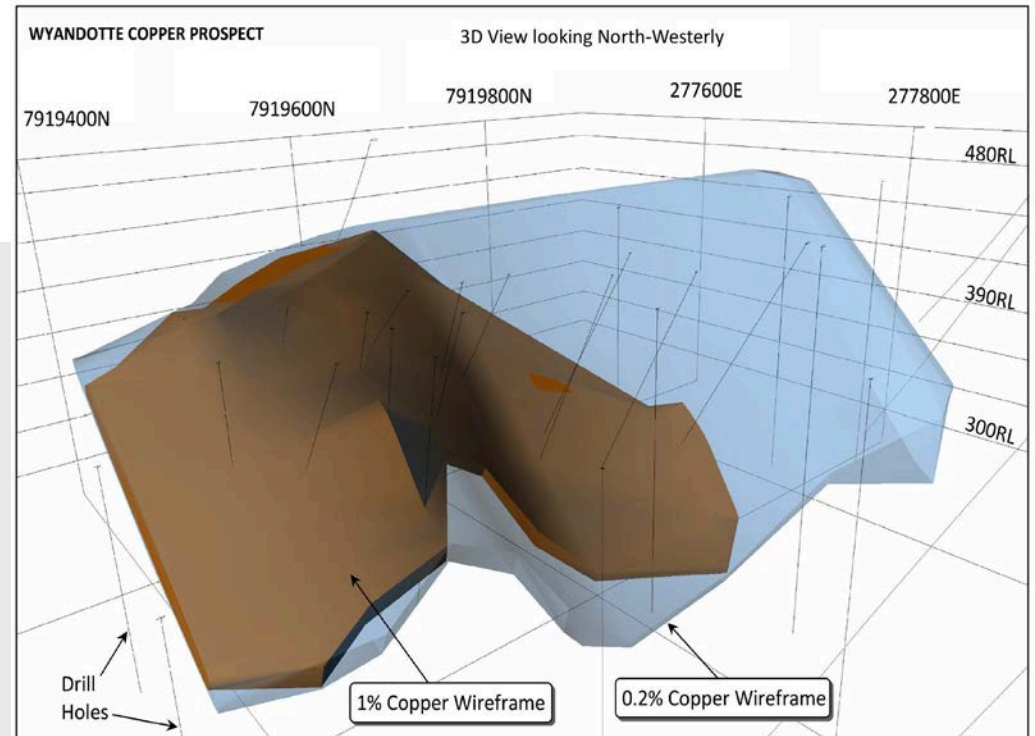 WYANDOTTE COPPER PROSPECT
3D View looking North-Westerly
7919400N
7919600N
7919800N
277600E
277800E
480RL
390RL
300RL
Drill
Holes
1% Copper Wireframe
0.2% Copper Wireframe